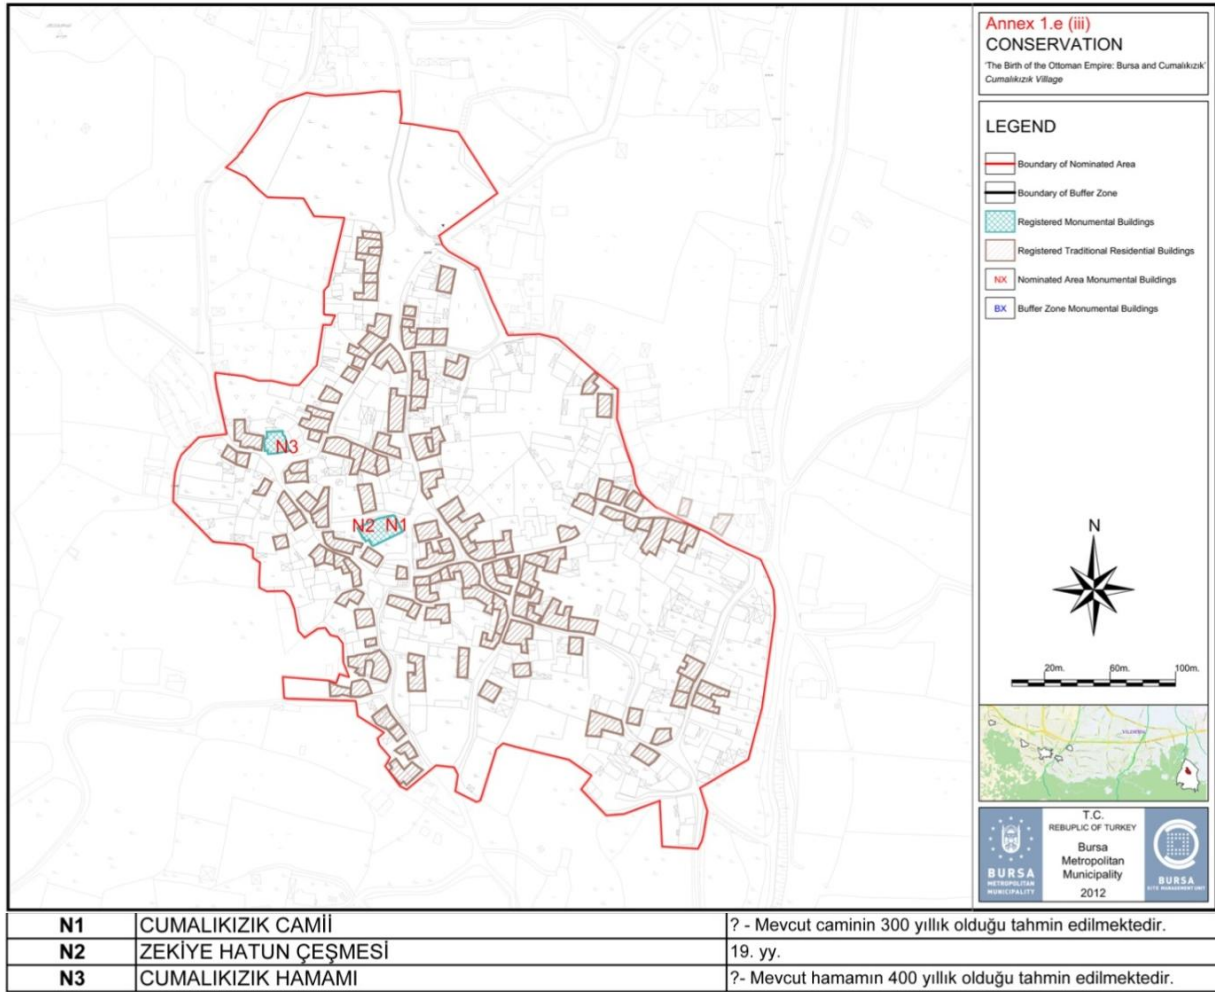 Annex 1.e (iii)
CONSERVATION
'The Birth of the Ottoman Empire: Bursa and Cumalıkızık'
Cumalıkızık Village
LEGEND
Boundary of Nominated Area
Boundary of Buffer Zone
Registered Monumental Buildings
Registered Traditional Residential Buildings
NX Nominated Area Monumental Buildings
BX Buffer Zone Monumental Buildings
N3
N2 N1
N
20m. 60m. 100m.
YILDIRIM
T.C.
REBUPLIC OF TURKEY
Bursa
Metropolitan
Municipality
2012
BURSA
METROPOLITAN
MUNICIPALITY
BURSA
SITE MANAGEMENT UNIT
N1 CUMALIKIZIK CAMİİ ? - Mevcut caminin 300 yıllık olduğu tahmin edilmektedir.
N2 ZEKİYE HATUN ÇEŞMESİ 19. yy.
N3 CUMALIKIZIK HAMAMI ?- Mevcut hamamın 400 yıllık olduğu tahmin edilmektedir.